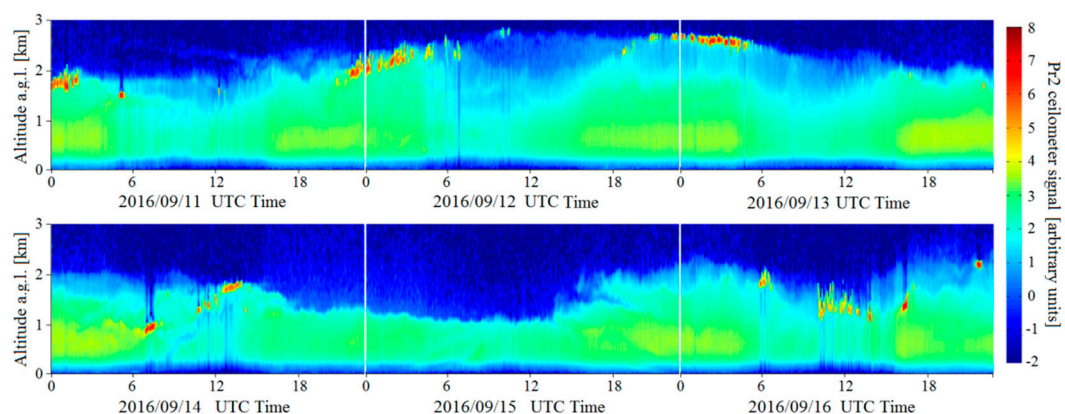 3
2
1
0
Altitude a.g.l. [km]
0 6 12 18 0 6 12 18 0 6 12 18
2016/09/11 UTC Time 2016/09/12 UTC Time 2016/09/13 UTC Time
3
2
1
0
Altitude a.g.l. [km]
0 6 12 18 0 6 12 18 0 6 12 18
2016/09/14 UTC Time 2016/09/15 UTC Time 2016/09/16 UTC Time
8
7
6
5
4
3
2
1
0
-1
-2
Pr2 ceilometer signal [arbitrary units]